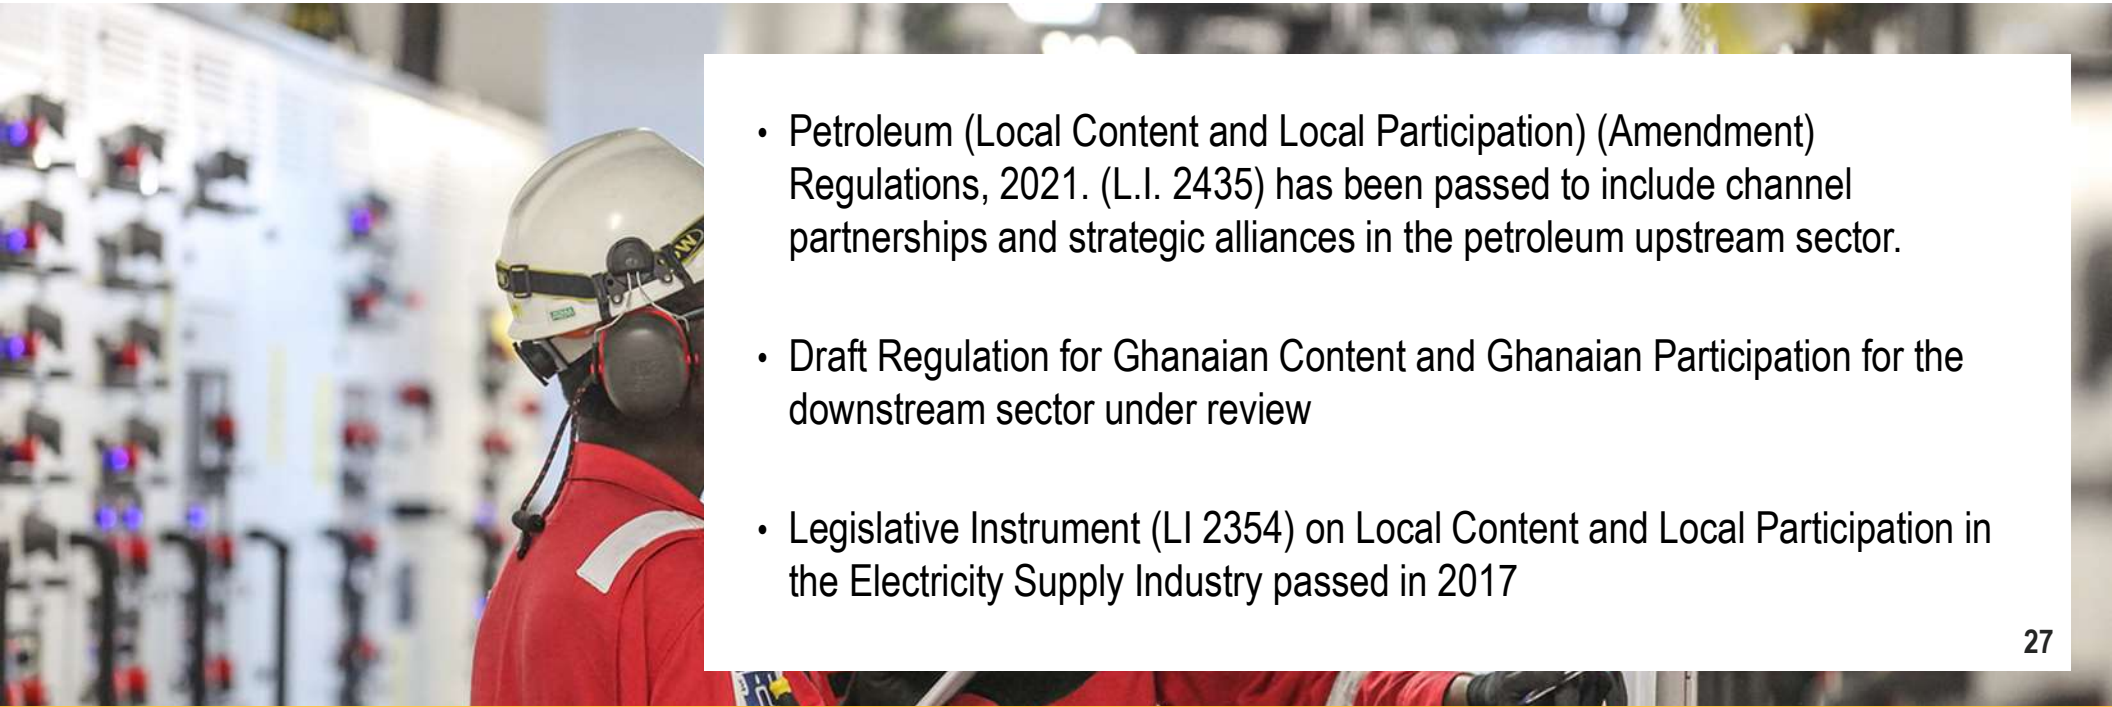 • Petroleum (Local Content and Local Participation) (Amendment)
Regulations, 2021. (L.I. 2435) has been passed to include channel
partnerships and strategic alliances in the petroleum upstream sector.
• Draft Regulation for Ghanaian Content and Ghanaian Participation for the
downstream sector under review
• Legislative Instrument (LI 2354) on Local Content and Local Participation in
the Electricity Supply Industry passed in 2017
27